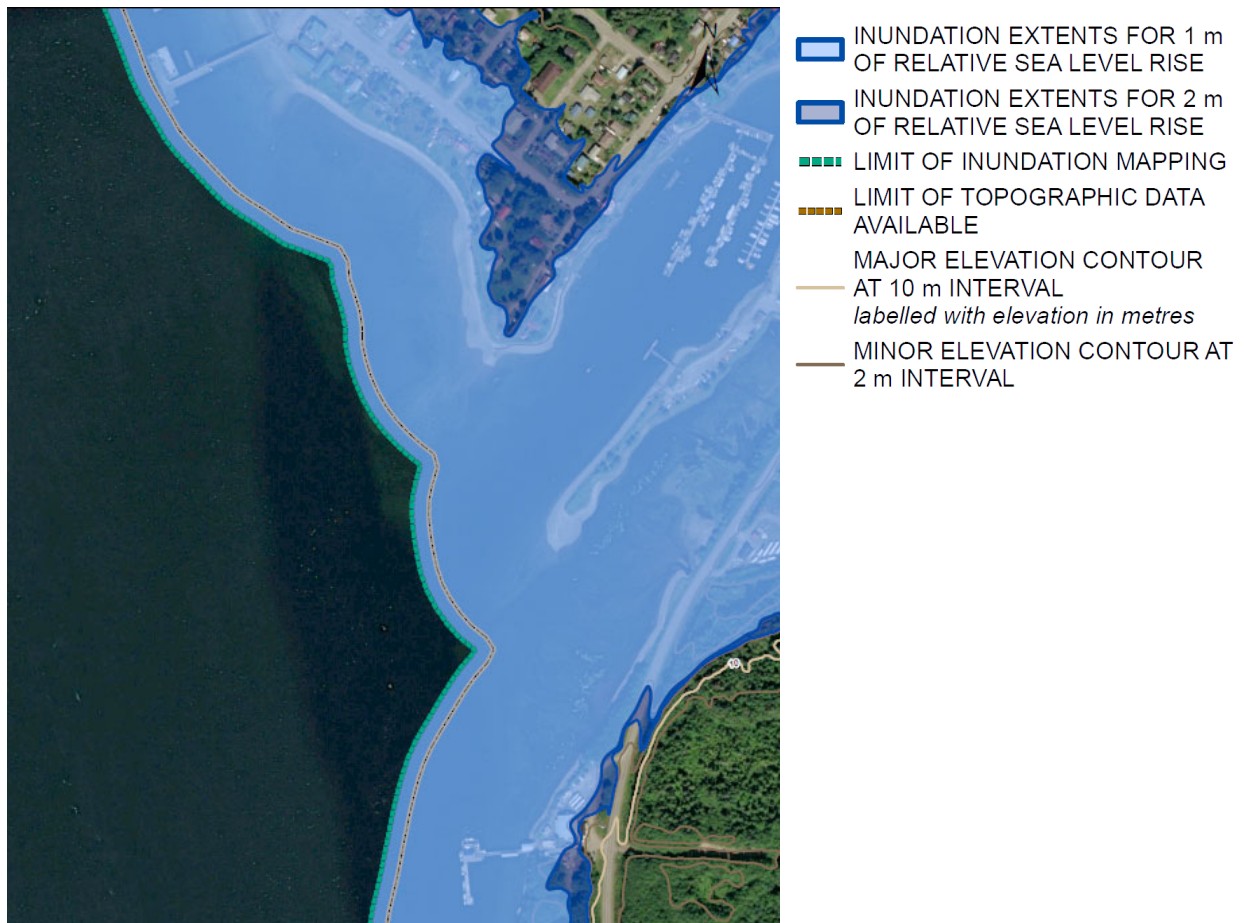 N
10
INUNDATION EXTENTS FOR 1 m
OF RELATIVE SEA LEVEL RISE
INUNDATION EXTENTS FOR 2 m
OF RELATIVE SEA LEVEL RISE
LIMIT OF INUNDATION MAPPING
LIMIT OF TOPOGRAPHIC DATA
AVAILABLE
MAJOR ELEVATION CONTOUR
AT 10 m INTERVAL
labelled with elevation in metres
MINOR ELEVATION CONTOUR AT
2 m INTERVAL